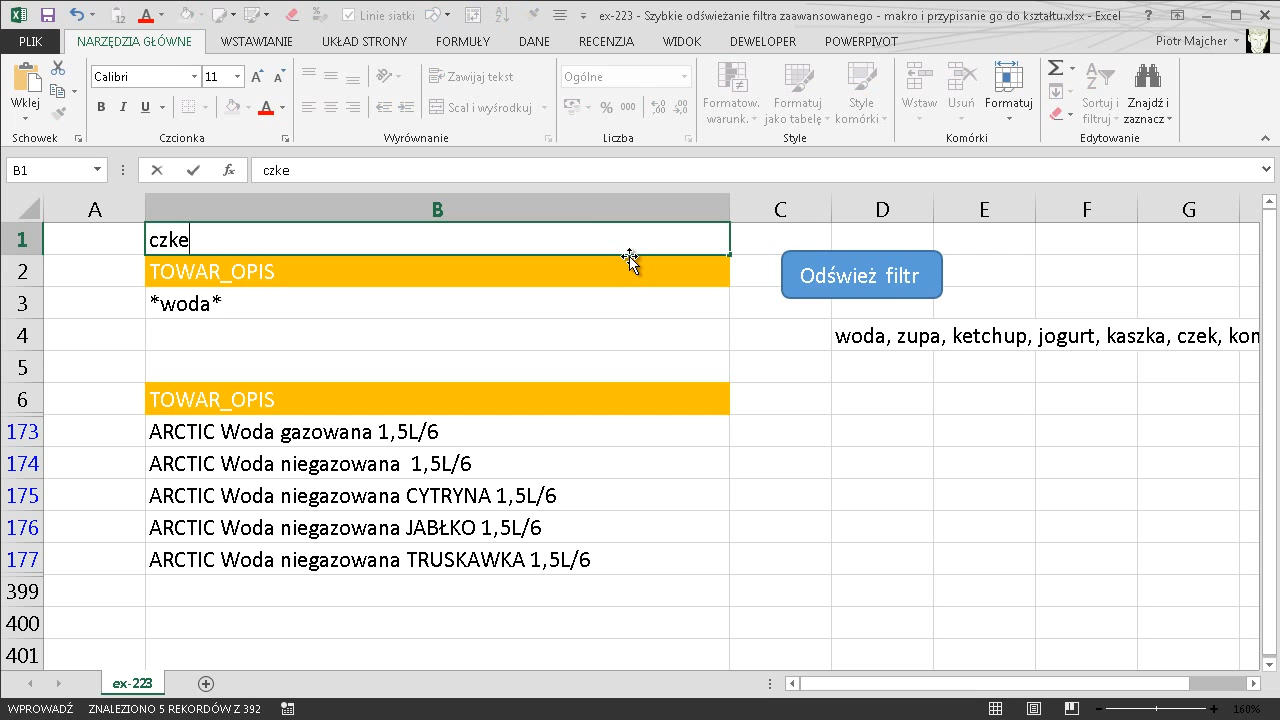 ex-223 - Szybkie odświeżanie filtra zaawansowanego - makro i przypisanie go do kształtu.xlsx - Excel
Linie siatki
PLIK NARZĘDZIA GŁÓWNE WSTAWIANIE UKŁAD STRONY FORMUŁY DANE RECENZJA WIDOK DEWELOPER POWERPIVOT Piotr Majcher
Calibri 11 Zawijaj tekst Ogólne
Wklej Scal i wyśrodkuj % 000
Formatow. warunk. Formatuj jako tabelę Style komórki Wstaw Usuń Formatuj Sortuj i filtruj Znajdź i zaznacz
Schowek Czcionka Wyrównanie Liczba Style Komórki Edytowanie
B1 fx czke
A B C D E F G
1 czke
2 TOWAR_OPIS Odśwież filtr
3 *woda*
4 woda, zupa, ketchup, jogurt, kaszka, czek, kon
5
6 TOWAR_OPIS
173 ARCTIC Woda gazowana 1,5L/6
174 ARCTIC Woda niegazowana 1,5L/6
175 ARCTIC Woda niegazowana CYTRYNA 1,5L/6
176 ARCTIC Woda niegazowana JABŁKO 1,5L/6
177 ARCTIC Woda niegazowana TRUSKAWKA 1,5L/6
399
400
401
ex-223
WPROWADŹ ZNALEZIONO 5 REKORDÓW Z 392 160%